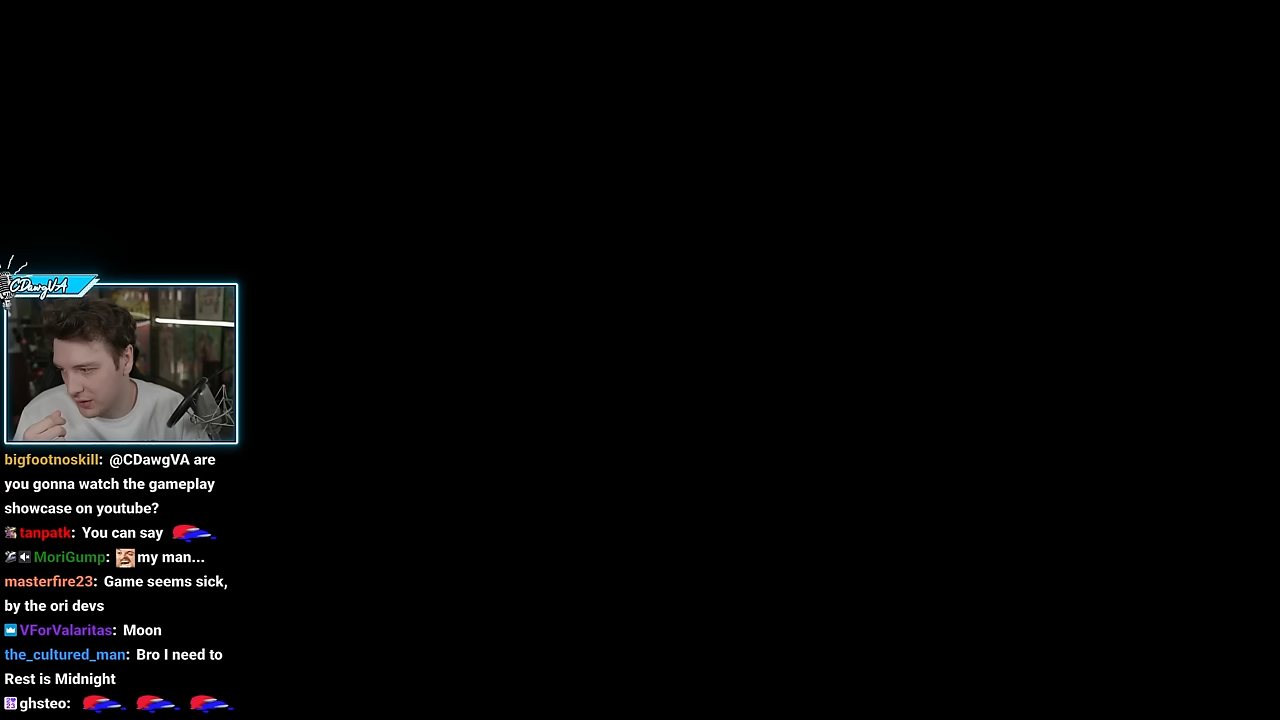 CDawgVA
bigfootnoskill: @CDawgVA are
you gonna watch the gameplay
showcase on youtube?
tanpatk: You can say
MoriGump: my man...
masterfire23: Game seems sick,
by the ori devs
VForValaritas: Moon
the_cultured_man: Bro I need to
Rest is Midnight
ghsteo: